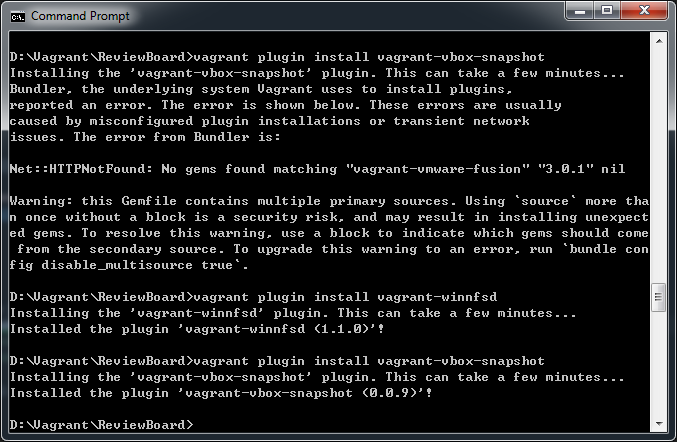 Command Prompt
D:\Vagrant\ReviewBoard>vagrant plugin install vagrant-vbox-snapshot
Installing the 'vagrant-vbox-snapshot' plugin. This can take a few minutes...
Bundler, the underlying system Vagrant uses to install plugins,
reported an error. The error is shown below. These errors are usually
caused by misconfigured plugin installations or transient network
issues. The error from Bundler is:
Net::HTTPNotFound: No gems found matching "vagrant-vmware-fusion" "3.0.1" nil
Warning: this Gemfile contains multiple primary sources. Using `source` more tha
n once without a block is a security risk, and may result in installing unexpect
ed gems. To resolve this warning, use a block to indicate which gems should come
 from the secondary source. To upgrade this warning to an error, run `bundle con
fig disable_multisource true`.
D:\Vagrant\ReviewBoard>vagrant plugin install vagrant-winnfsd
Installing the 'vagrant-winnfsd' plugin. This can take a few minutes...
Installed the plugin 'vagrant-winnfsd (1.1.0)'!
D:\Vagrant\ReviewBoard>vagrant plugin install vagrant-vbox-snapshot
Installing the 'vagrant-vbox-snapshot' plugin. This can take a few minutes...
Installed the plugin 'vagrant-vbox-snapshot (0.0.9)'!
D:\Vagrant\ReviewBoard>